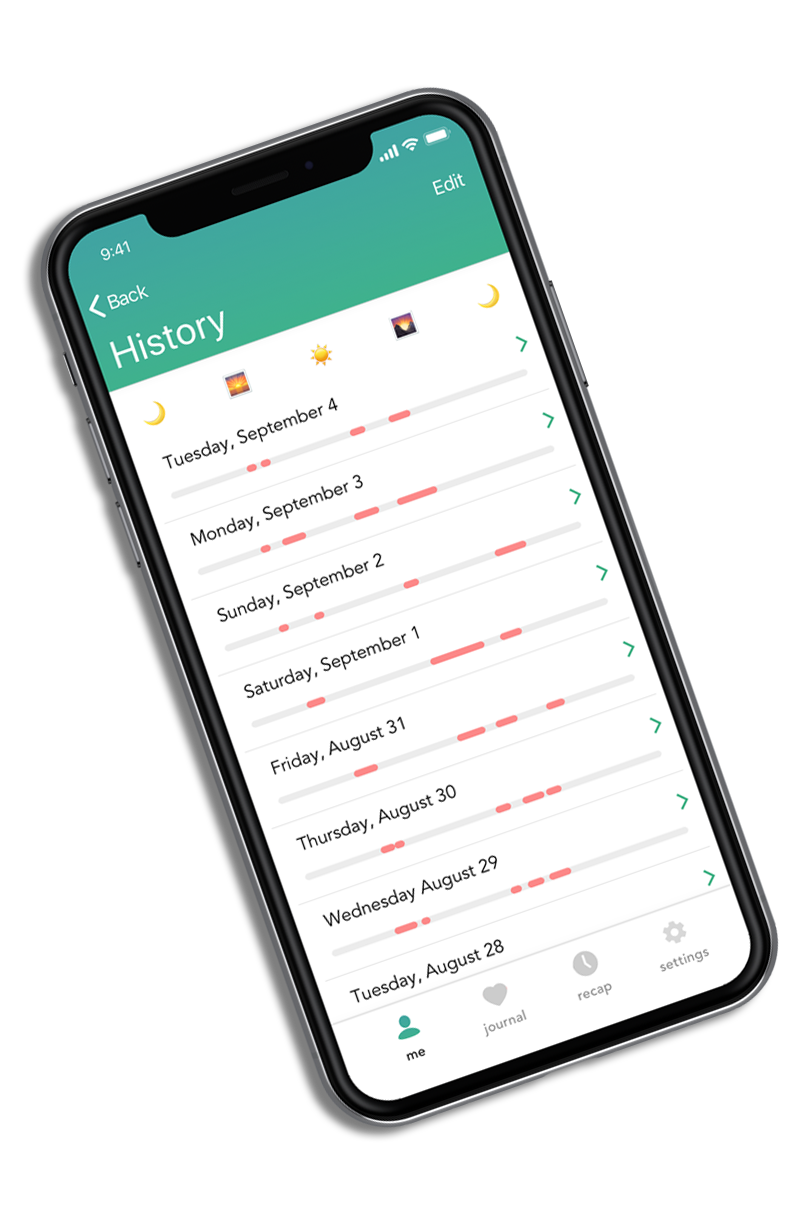 9:41
Edit
Back
History
Tuesday, September 4
Monday, September 3
Sunday, September 2
Saturday, September 1
Friday, August 31
Thursday, August 30
Wednesday August 29
Tuesday, August 28
me
journal
recap
settings